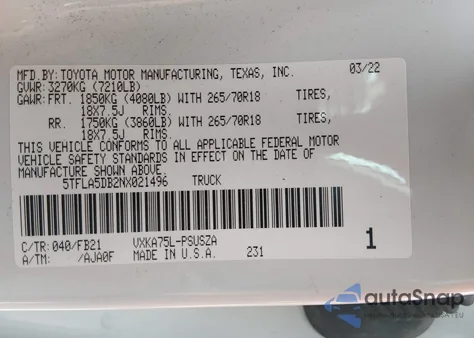 MFD.BY: TOYOTA MOTOR MANUFACTURING, TEXAS, INC. 03/22
GVWR: 3270KG (7210LB)
GAWR: FRT. 1850KG (4080LB) WITH 265/70R18 TIRES,
18X7.5J RIMS.
RR. 1750KG (3860LB) WITH 265/70R18 TIRES,
18X7.5J RIMS.
THIS VEHICLE CONFORMS TO ALL APPLICABLE FEDERAL MOTOR
VEHICLE SAFETY STANDARDS IN EFFECT ON THE DATE OF
MANUFACTURE SHOWN ABOVE.
5TFLA5DB2NX021496 TRUCK
C/TR: 040/FB21 VXKA75L-PSUSZA 1
A/TM: /AJA0F MADE IN U.S.A. 231
autoSnap